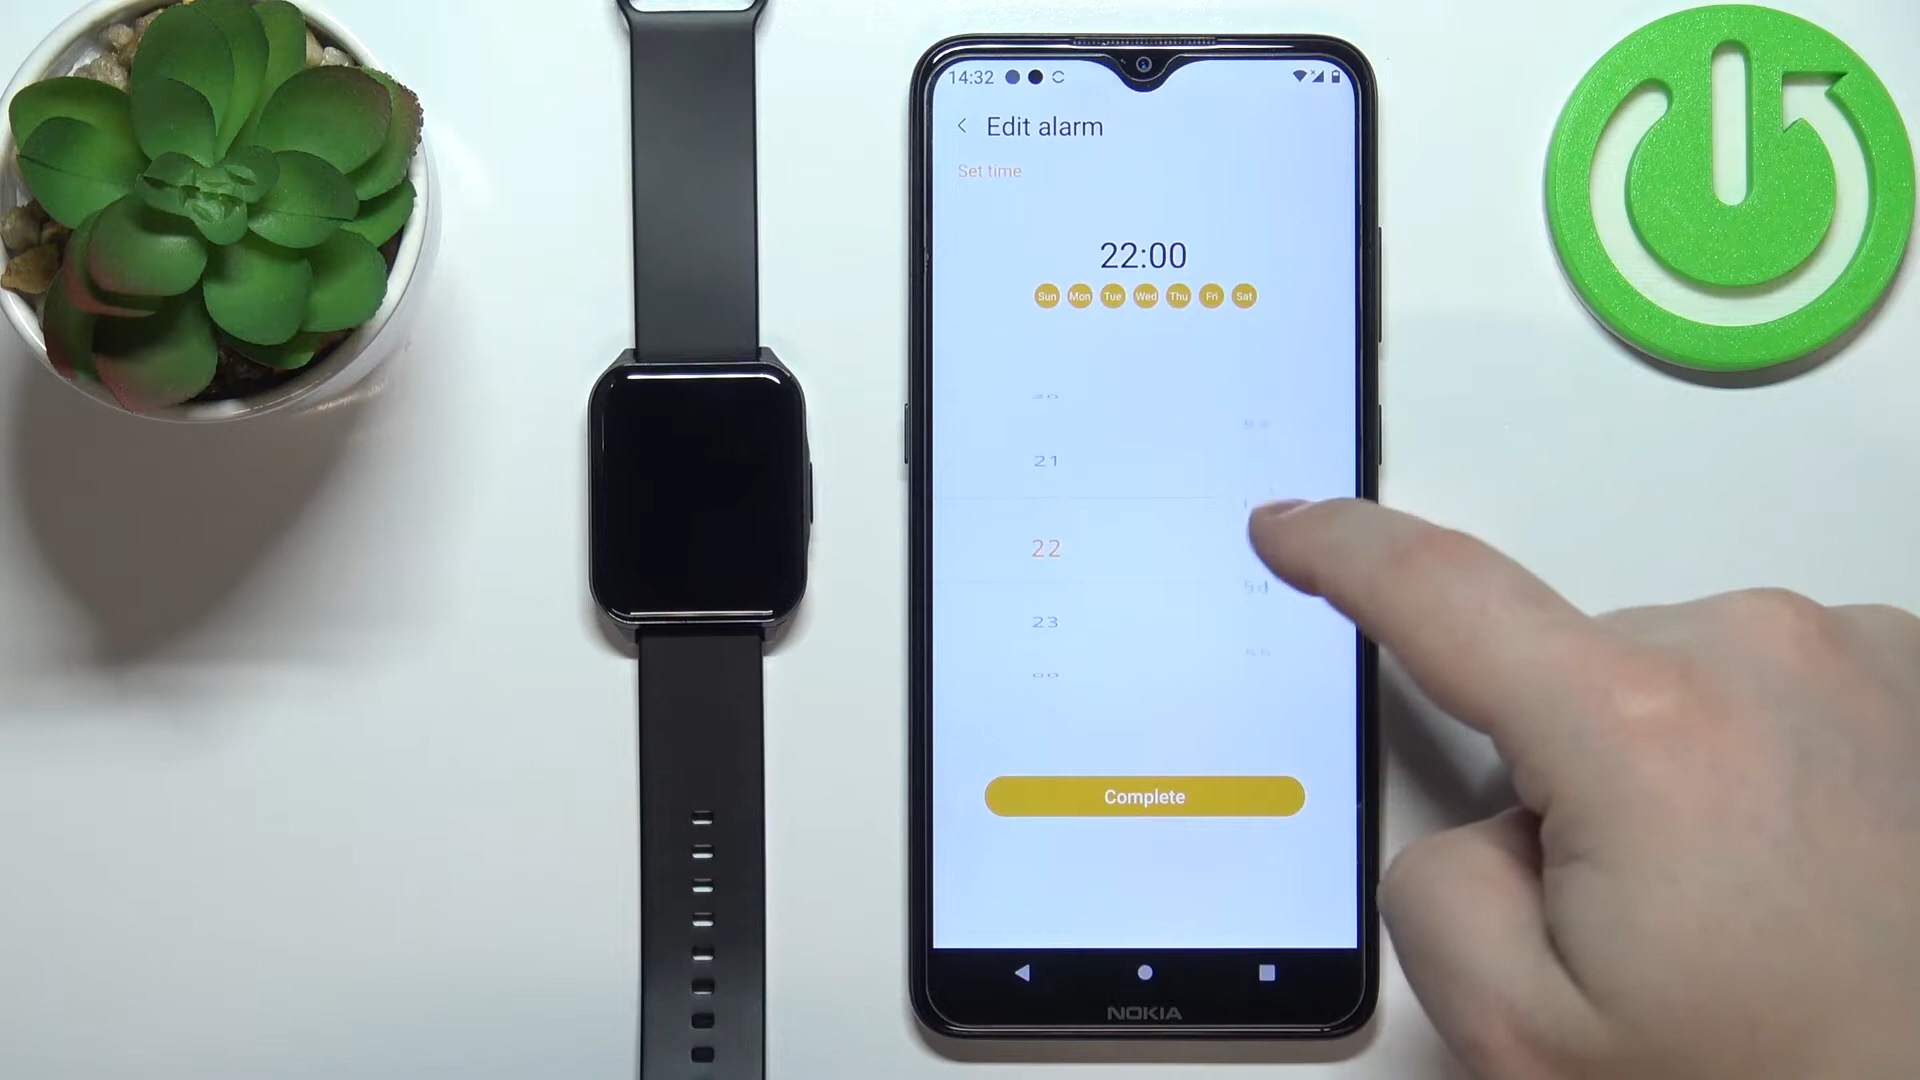 14:32
Edit alarm
Set time
22:00
Sun Mon Tue Wed Thu Fri Sat
21
22
23
Complete
NOKIA